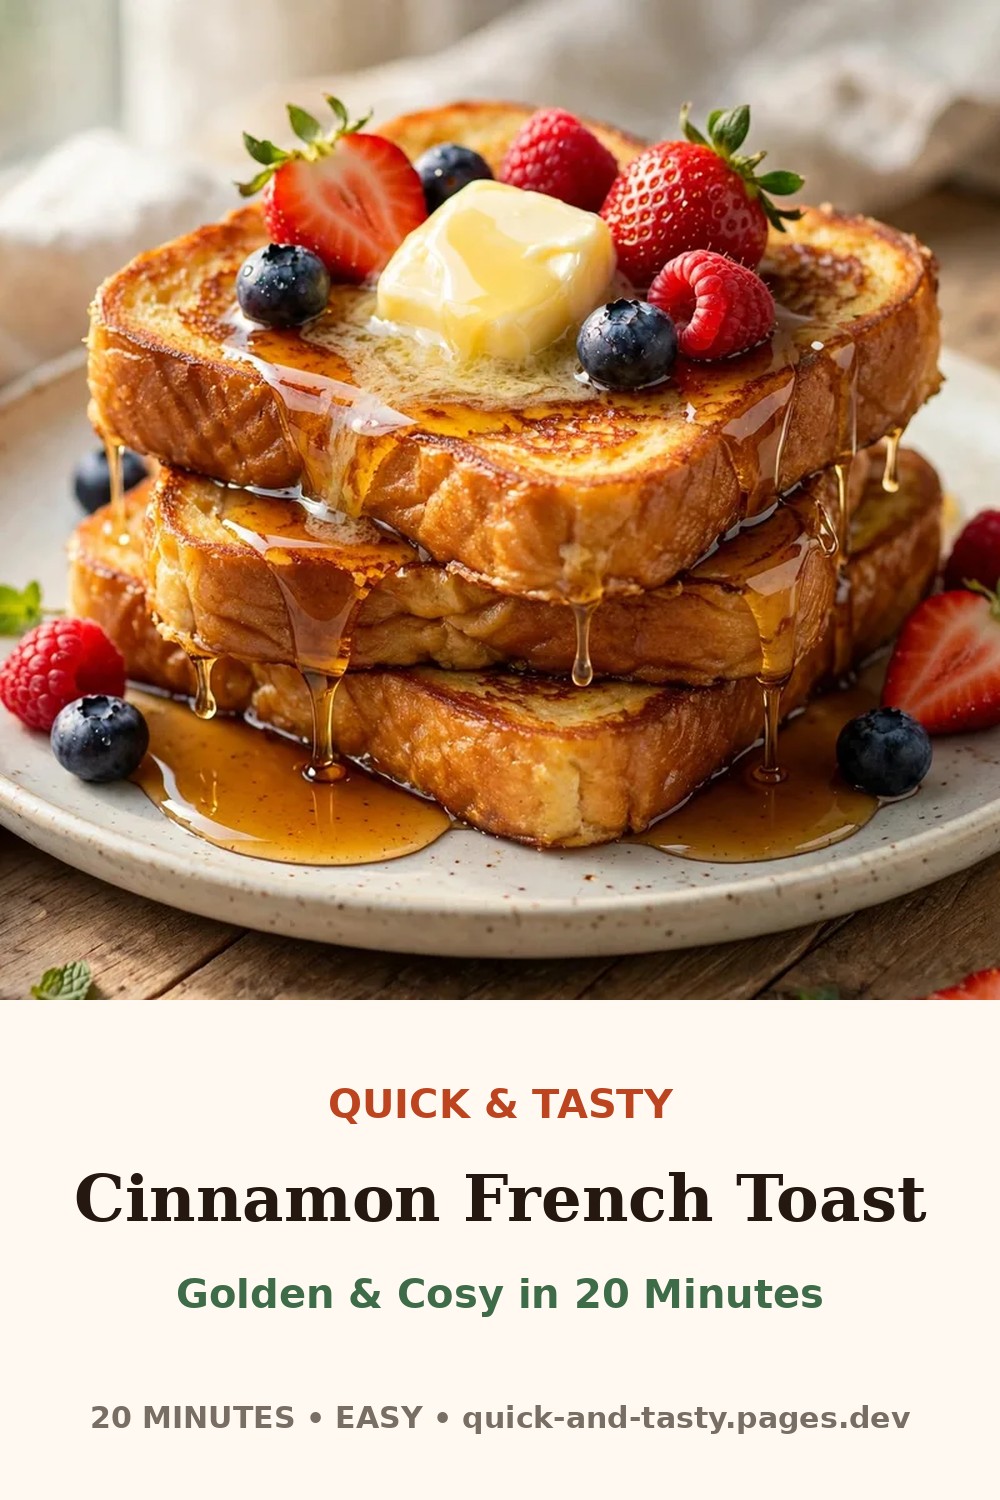 QUICK & TASTY
Cinnamon French Toast
Golden & Cosy in 20 Minutes
20 MINUTES • EASY • quick-and-tasty.pages.dev